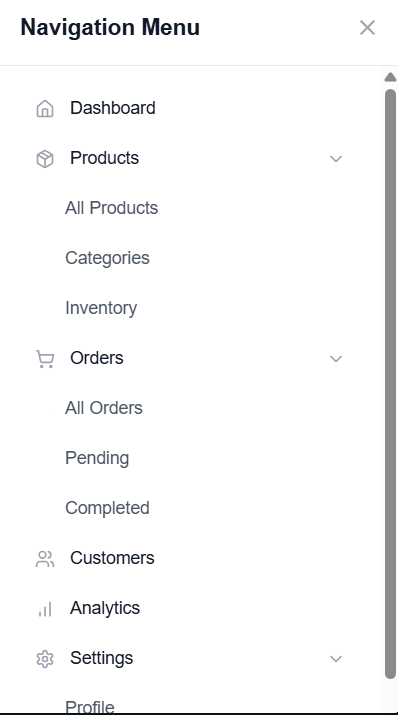 Navigation Menu
Dashboard
Products
All Products
Categories
Inventory
Orders
All Orders
Pending
Completed
Customers
Analytics
Settings
Profile